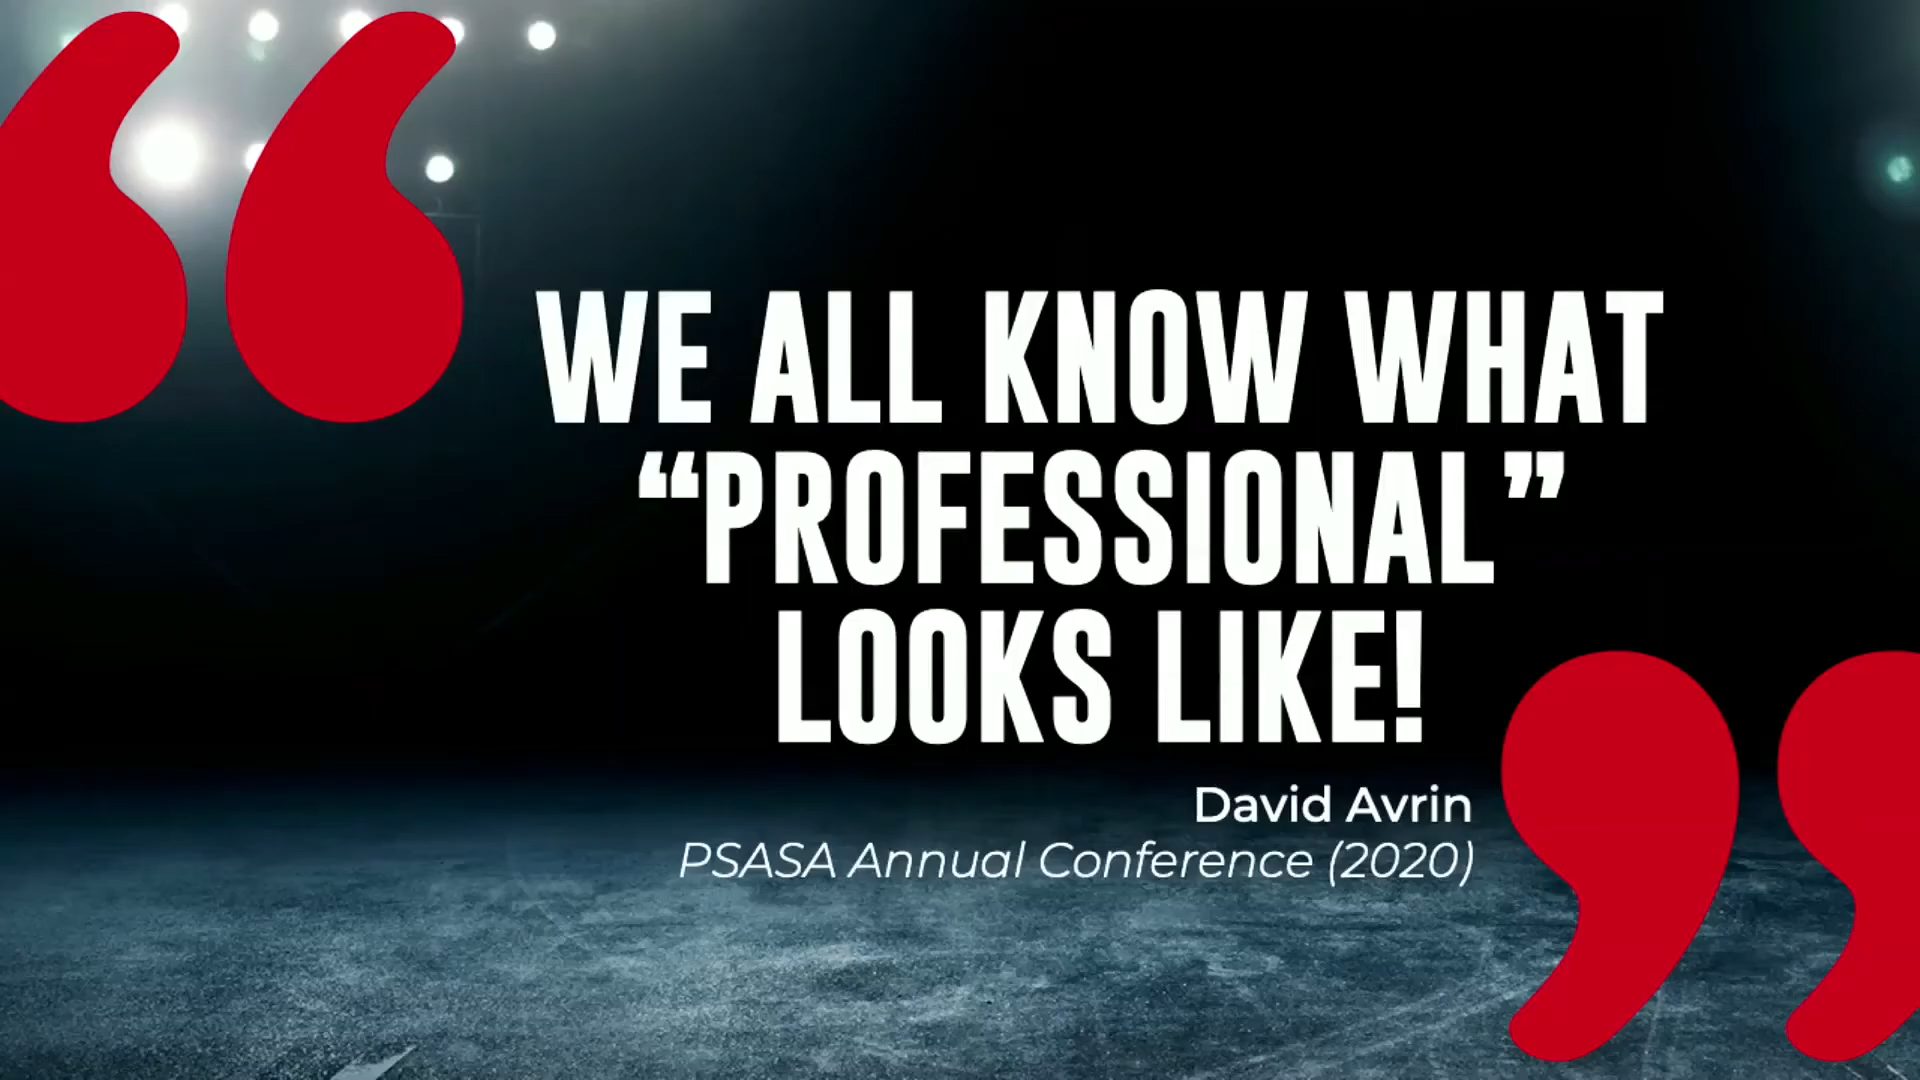 WE ALL KNOW WHAT
“PROFESSIONAL”
LOOKS LIKE!
David Avrin
PSASA Annual Conference (2020)